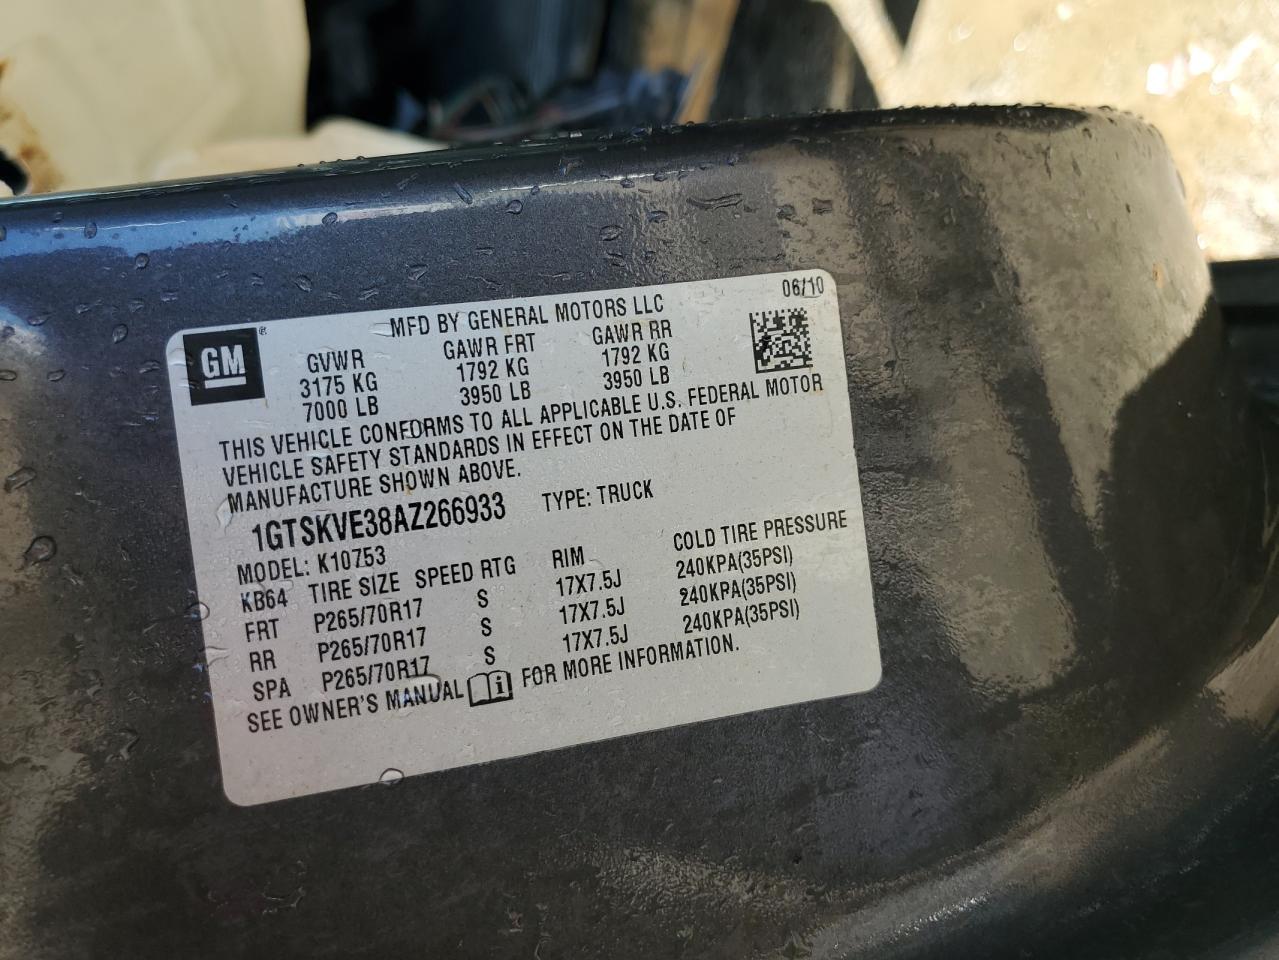 06/10
GM ®
MFD BY GENERAL MOTORS LLC
GVWR GAWR FRT GAWR RR
3175 KG 1792 KG 1792 KG
7000 LB 3950 LB 3950 LB
THIS VEHICLE CONFORMS TO ALL APPLICABLE U.S. FEDERAL MOTOR
VEHICLE SAFETY STANDARDS IN EFFECT ON THE DATE OF
MANUFACTURE SHOWN ABOVE.
1GTSKVE38AZ266933 TYPE: TRUCK
MODEL: K10753
KB64 TIRE SIZE SPEED RTG RIM COLD TIRE PRESSURE
FRT P265/70R17 S 17X7.5J 240KPA(35PSI)
RR P265/70R17 S 17X7.5J 240KPA(35PSI)
SPA P265/70R17 S 17X7.5J 240KPA(35PSI)
SEE OWNER'S MANUAL i FOR MORE INFORMATION.